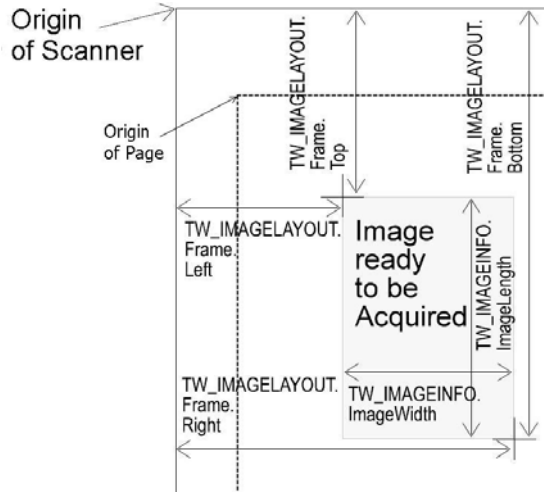 Origin
of Scanner
Origin
of Page
TW_IMAGELAYOUT.
Frame.
Top
TW_IMAGELAYOUT.
Frame.
Bottom
TW_IMAGELAYOUT.
Frame.
Left
Image
ready
to be
Acquired
TW_IMAGEINFO.
ImageLength
TW_IMAGELAYOUT.
Frame.
Right
TW_IMAGEINFO.
ImageWidth